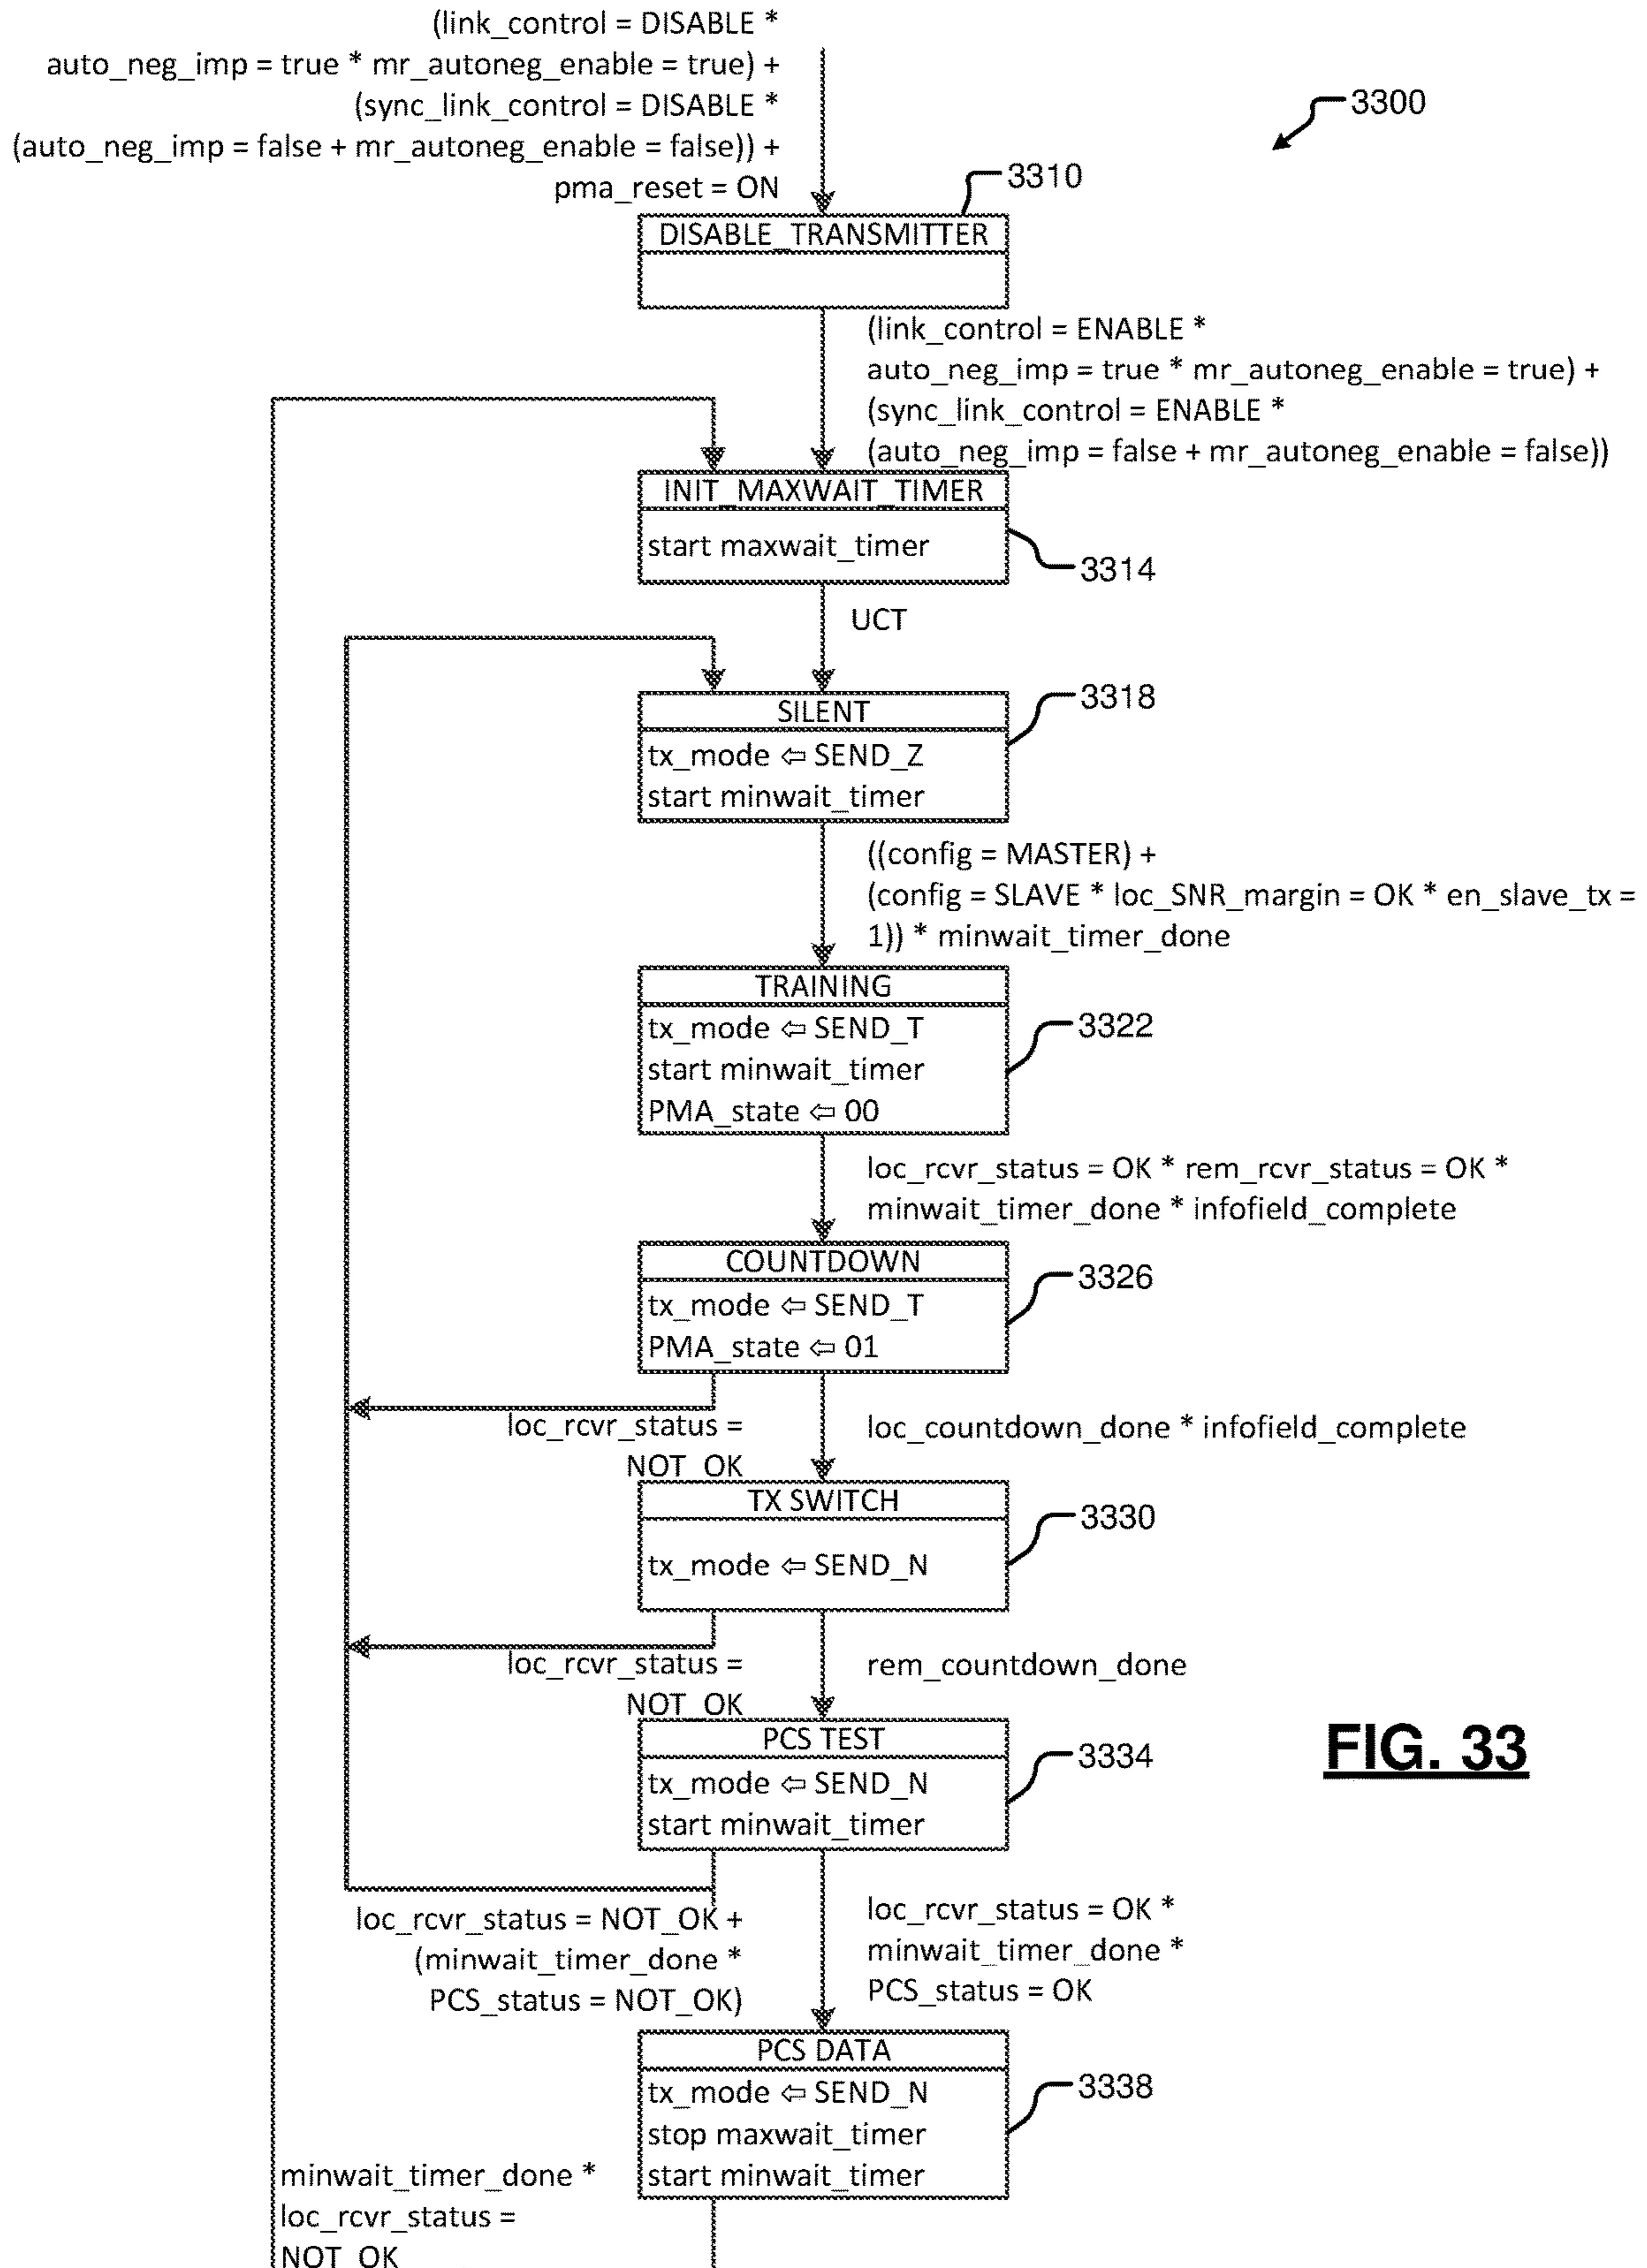 (link_control = DISABLE *
auto_neg_imp = true * mr_autoneg_enable = true) +
(sync_link_control = DISABLE *
(auto_neg_imp = false + mr_autoneg_enable = false)) +
pma_reset = ON
3300
3310
DISABLE_TRANSMITTER
(link_control = ENABLE *
auto_neg_imp = true * mr_autoneg_enable = true) +
(sync_link_control = ENABLE *
(auto_neg_imp = false + mr_autoneg_enable = false))
INIT_MAXWAIT_TIMER
start maxwait_timer
3314
UCT
SILENT
3318
tx_mode ⇦ SEND_Z
start minwait_timer
((config = MASTER) +
(config = SLAVE * loc_SNR_margin = OK * en_slave_tx =
1)) * minwait_timer_done
TRAINING
tx_mode ⇦ SEND_T
3322
start minwait_timer
PMA_state ⇦ 00
loc_rcvr_status = OK * rem_rcvr_status = OK *
minwait_timer_done * infofield_complete
COUNTDOWN
3326
tx_mode ⇦ SEND_T
PMA_state ⇦ 01
loc_rcvr_status =
NOT_OK
loc_countdown_done * infofield_complete
TX SWITCH
3330
tx_mode ⇦ SEND_N
loc_rcvr_status =
NOT_OK
rem_countdown_done
PCS TEST
3334
tx_mode ⇦ SEND_N
start minwait_timer
FIG. 33
loc_rcvr_status = NOT_OK +
(minwait_timer_done *
PCS_status = NOT_OK)
loc_rcvr_status = OK *
minwait_timer_done *
PCS_status = OK
PCS DATA
3338
tx_mode ⇦ SEND_N
stop maxwait_timer
start minwait_timer
minwait_timer_done *
loc_rcvr_status =
NOT_OK